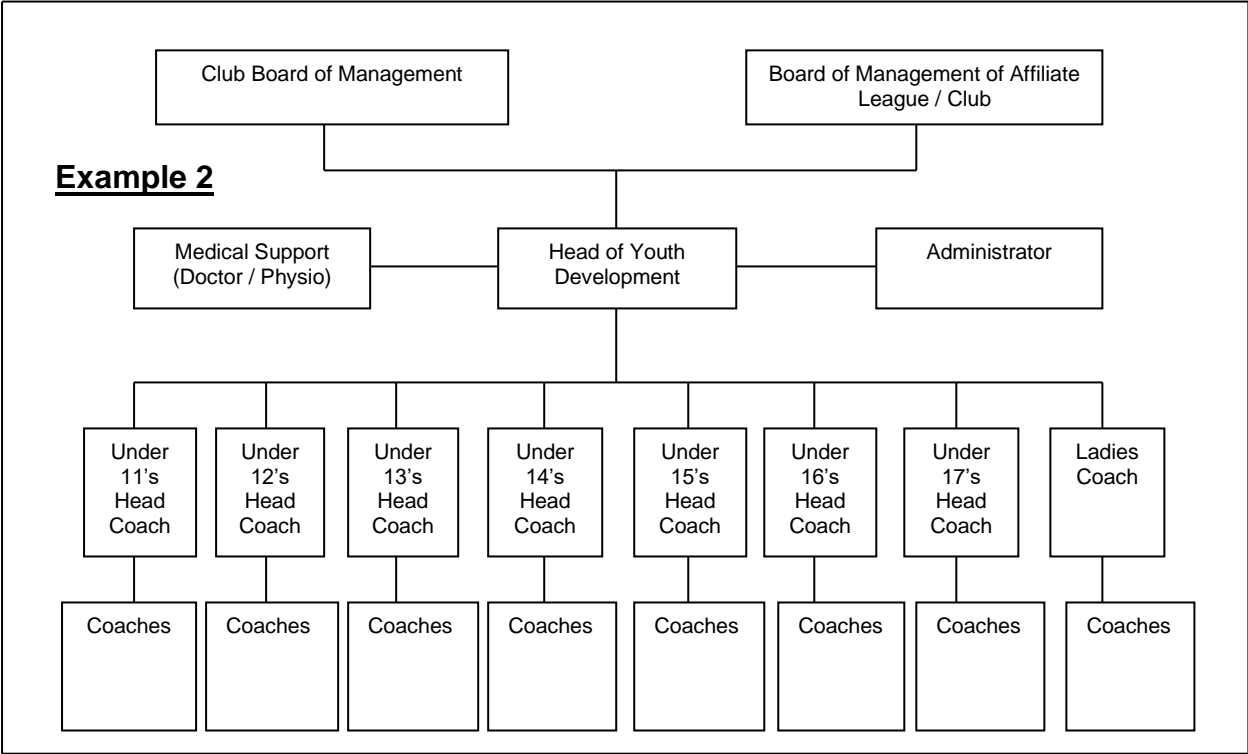 Club Board of Management
Board of Management of Affiliate
League / Club
Example 2
Medical Support
(Doctor / Physio)
Head of Youth
Development
Administrator
Under
11’s
Head
Coach
Under
12’s
Head
Coach
Under
13’s
Head
Coach
Under
14’s
Head
Coach
Under
15’s
Head
Coach
Under
16’s
Head
Coach
Under
17’s
Head
Coach
Ladies
Coach
Coaches
Coaches
Coaches
Coaches
Coaches
Coaches
Coaches
Coaches